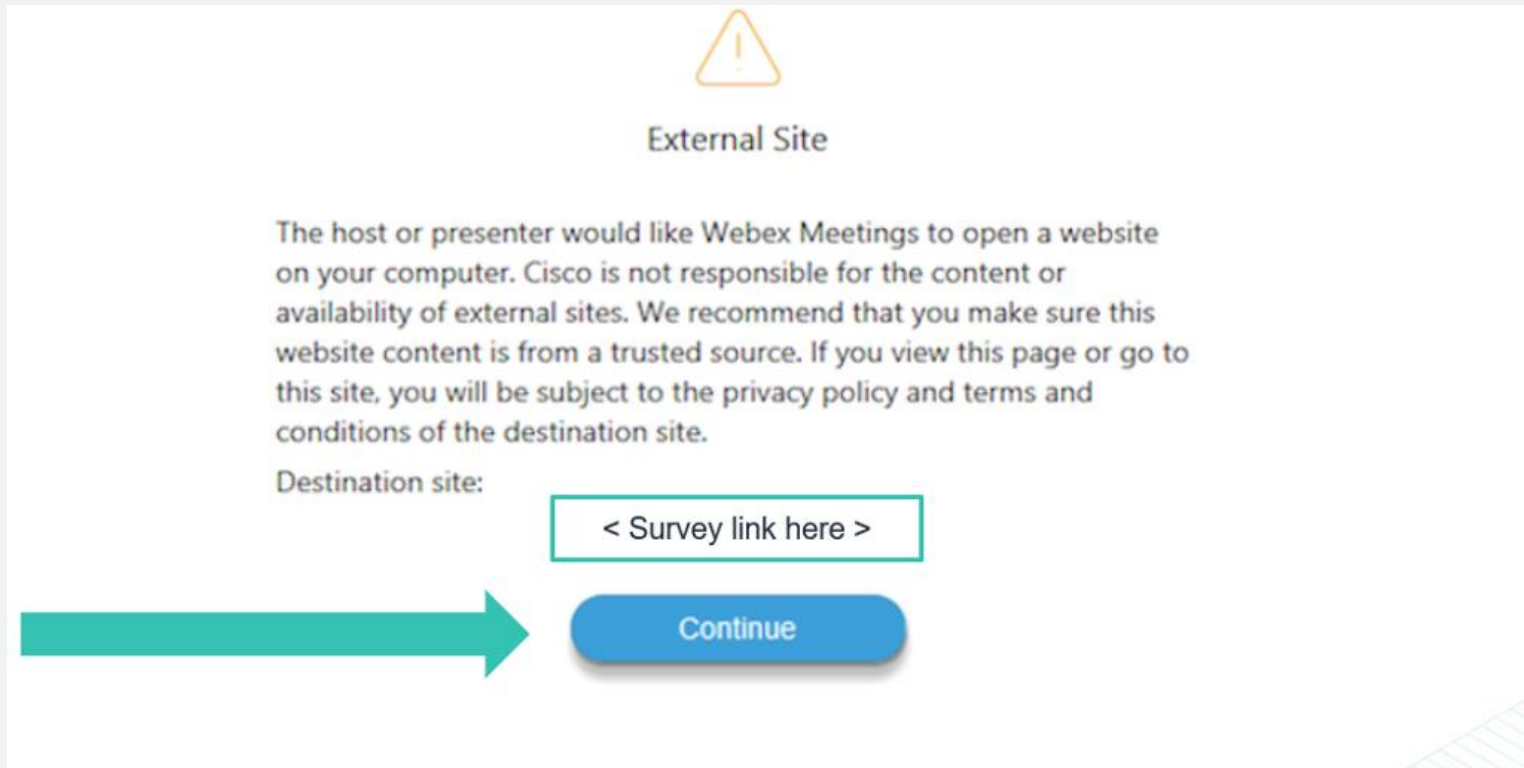 External Site
The host or presenter would like Webex Meetings to open a website
on your computer. Cisco is not responsible for the content or
availability of external sites. We recommend that you make sure this
website content is from a trusted source. If you view this page or go to
this site, you will be subject to the privacy policy and terms and
conditions of the destination site.
Destination site:
< Survey link here >
Continue